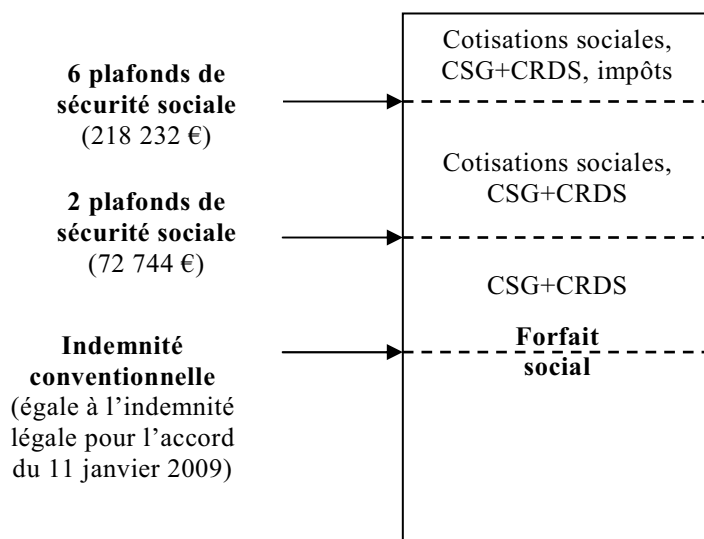 6 plafonds de
sécurité sociale
(218 232 €)
2 plafonds de
sécurité sociale
(72 744 €)
Indemnité
conventionnelle
(égale à l’indemnité
légale pour l’accord
du 11 janvier 2009)
Cotisations sociales,
CSG+CRDS, impôts
Cotisations sociales,
CSG+CRDS
CSG+CRDS
Forfait
social